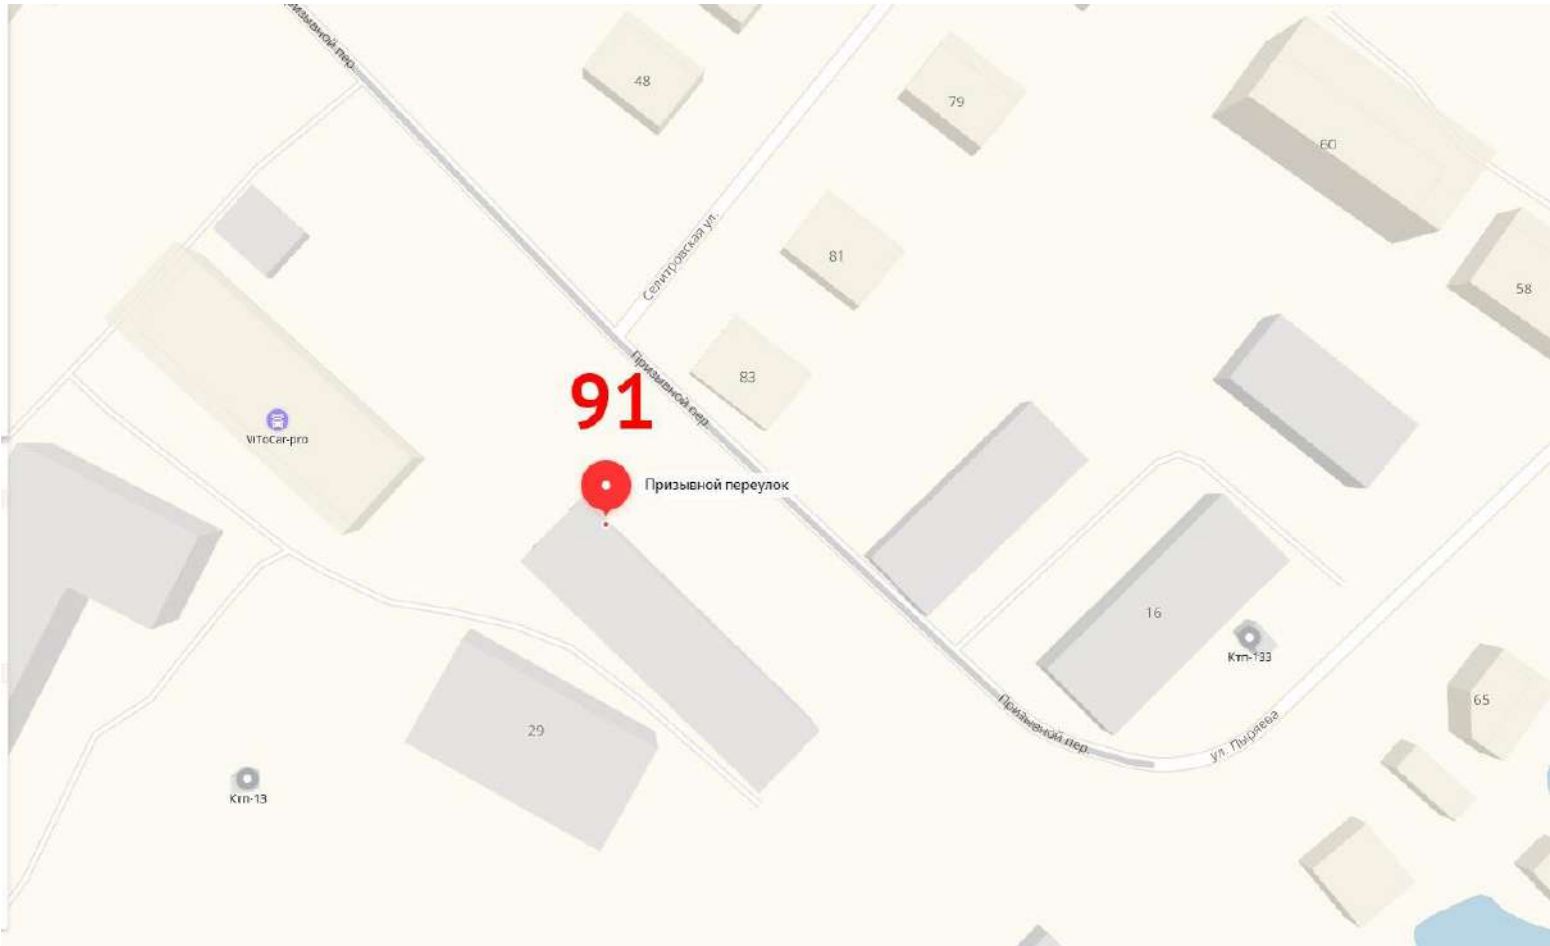 Призывной пер.
48
79
60
Селитровская ул.
81
58
83
Призывной пер.
91
ViToCar-pro
Призывной переулок
16
Ктп-133
29
65
Призывной пер.
ул. Пыряева
Ктп-13